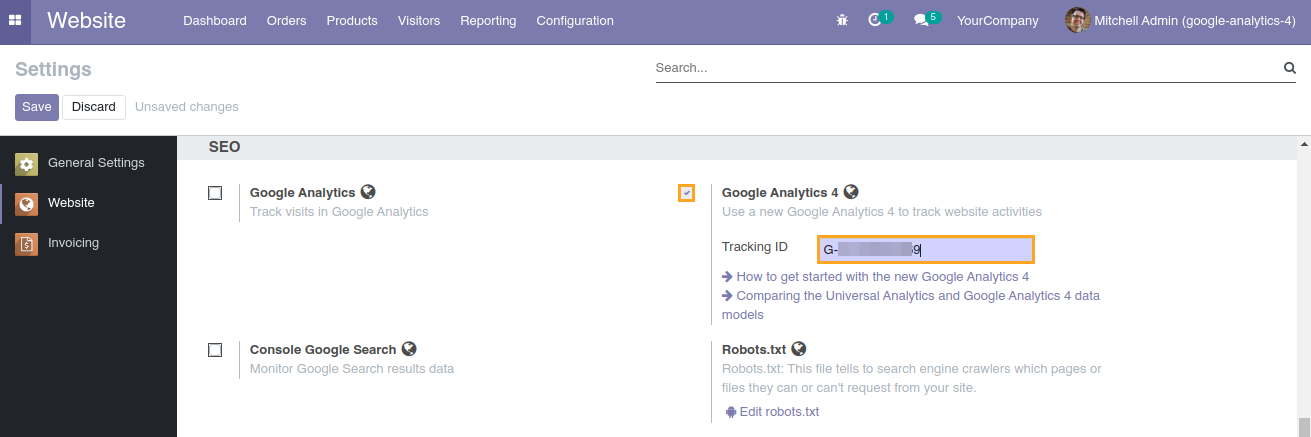 Website Dashboard Orders Products Visitors Reporting Configuration 1 5 YourCompany Mitchell Admin (google-analytics-4)
Settings Search...
Save Discard Unsaved changes
SEO
General Settings
Website
Invoicing
Google Analytics
Track visits in Google Analytics
Google Analytics 4
Use a new Google Analytics 4 to track website activities
Tracking ID G- 9
How to get started with the new Google Analytics 4
Comparing the Universal Analytics and Google Analytics 4 data
models
Console Google Search
Monitor Google Search results data
Robots.txt
Robots.txt: This file tells to search engine crawlers which pages or
files they can or can't request from your site.
Edit robots.txt